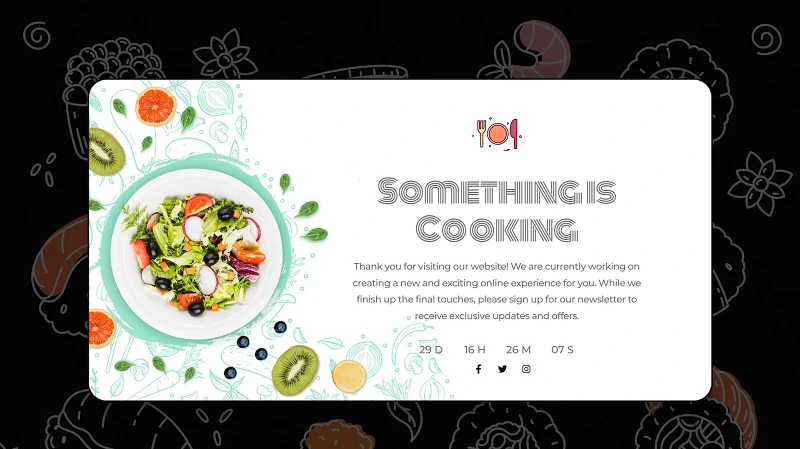 Something is
Cooking
Thank you for visiting our website! We are currently working on
creating a new and exciting online experience for you. While we
finish up the final touches, please sign up for our newsletter to
receive exclusive updates and offers.
29 D 16 H 26 M 07 S